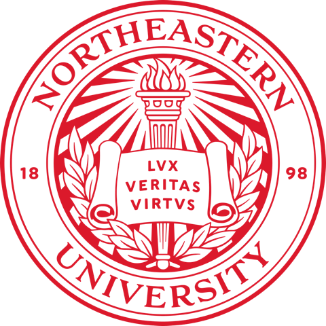 NORTHEASTERN
18
LVX
VERITAS
VIRTVS
98
UNIVERSITY